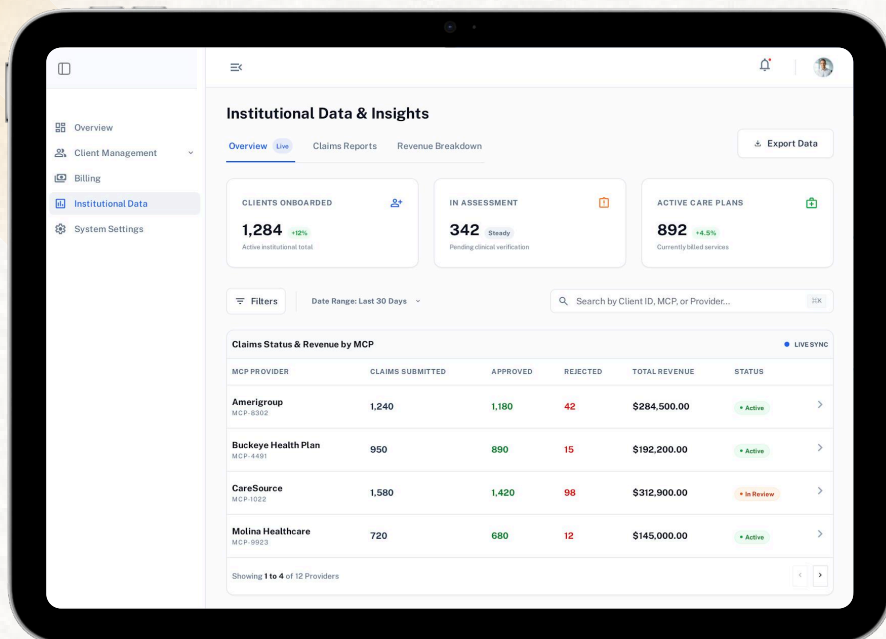 Institutional Data & Insights
Overview
Client Management
Billing
Institutional Data
System Settings
Overview Live Claims Reports Revenue Breakdown
Export Data
CLIENTS ONBOARDED
1,284 +12%
Active institutional total
IN ASSESSMENT
342 Steady
Pending clinical verification
ACTIVE CARE PLANS
892 +4.5%
Currently billed services
Filters Date Range: Last 30 Days
Search by Client ID, MCP, or Provider... ⌘K
Claims Status & Revenue by MCP LIVE SYNC
MCP PROVIDER CLAIMS SUBMITTED APPROVED REJECTED TOTAL REVENUE STATUS
Amerigroup 1,240 1,180 42 $284,500.00 Active
MCP-8302
Buckeye Health Plan 950 890 15 $192,200.00 Active
MCP-4491
CareSource 1,580 1,420 98 $312,900.00 In Review
MCP-1022
Molina Healthcare 720 680 12 $145,000.00 Active
MCP-9923
Showing 1 to 4 of 12 Providers